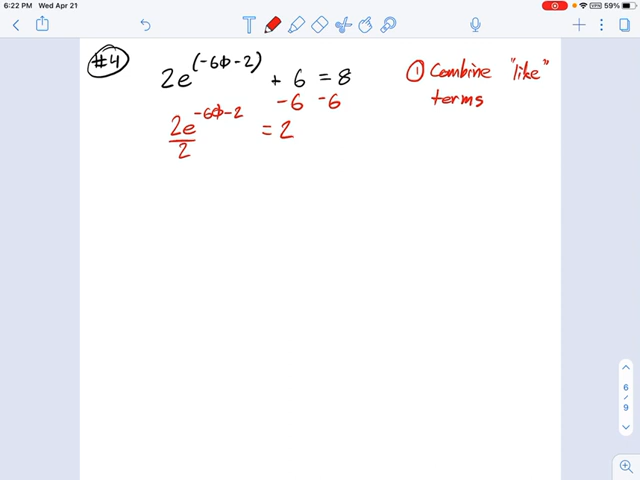 6:22 PM Wed Apr 21
VPN 59%
T
#4
2e^(-6ϕ-2) + 6 = 8
-6 -6
2e^-6ϕ-2 = 2
2
① Combine "like"
terms
6
/
9